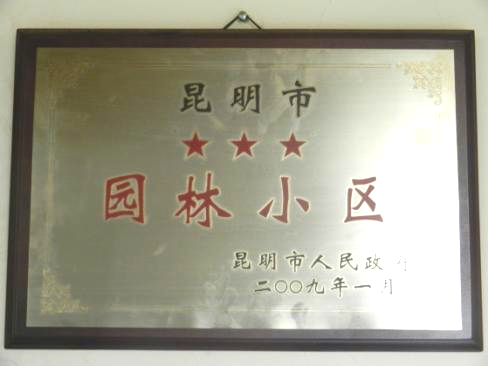 昆明市
★★★
园林小区
昆明市人民政府
二〇〇九年一月